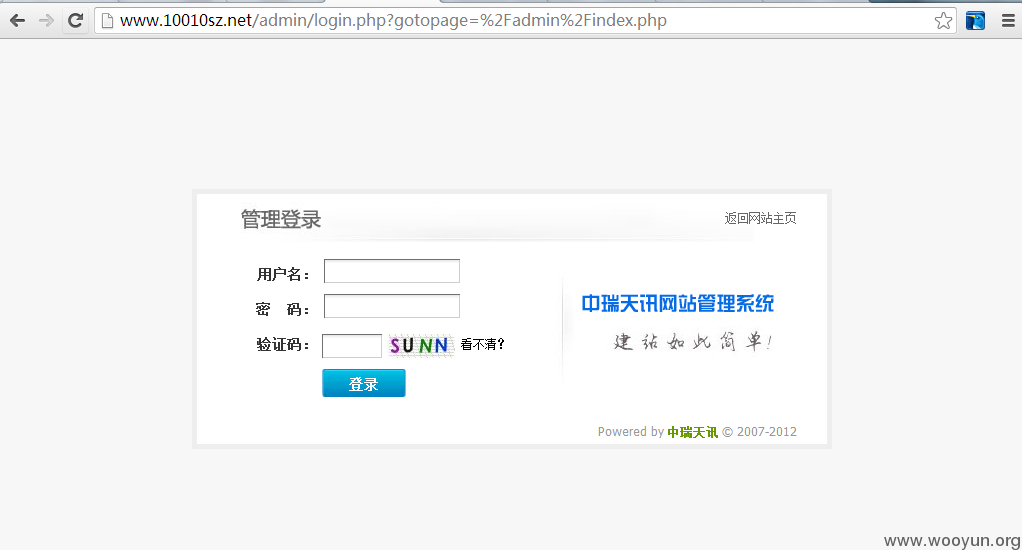 www.10010sz.net/admin/login.php?gotopage=%2Fadmin%2Findex.php
管理登录
返回网站主页
用户名：
密 码：
验证码： SUNN 看不清？
登录
中瑞天讯网站管理系统
建站如此简单！
Powered by 中瑞天讯 © 2007-2012
www.wooyun.org